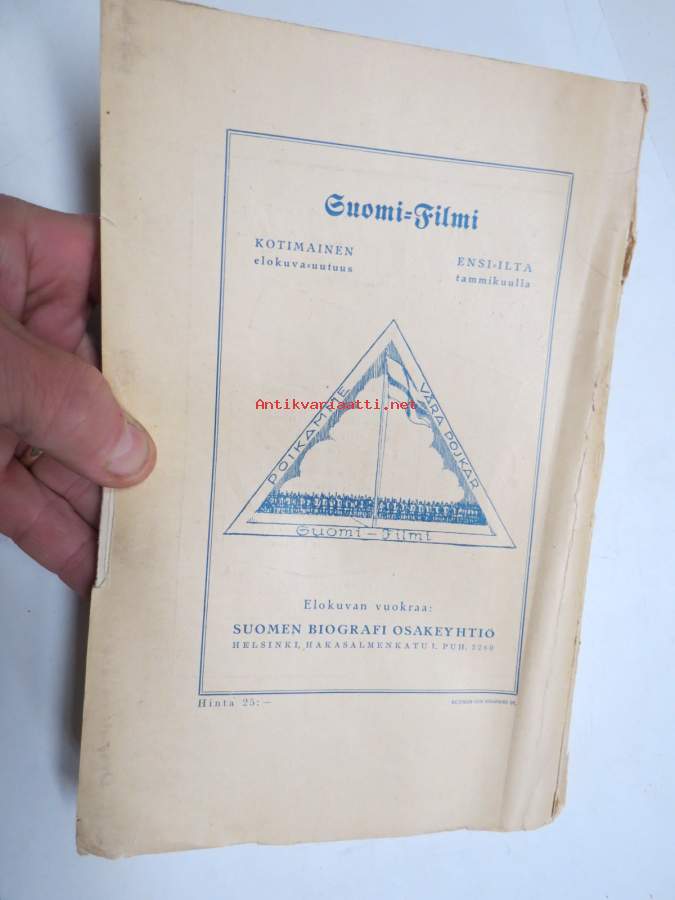 Suomi-Filmi
KOTIMAINEN
elokuva-uutuus
ENSI-ILTA
tammikuulla
Antikvariaatti.net
POIKAMME
VÅRA POJKAR
Suomi-Filmi
Elokuvan vuokraa:
SUOMEN BIOGRAFI OSAKEYHTIÖ
HELSINKI, HAKASALMENKATU 1. PUH. 3260
Hinta 25:—